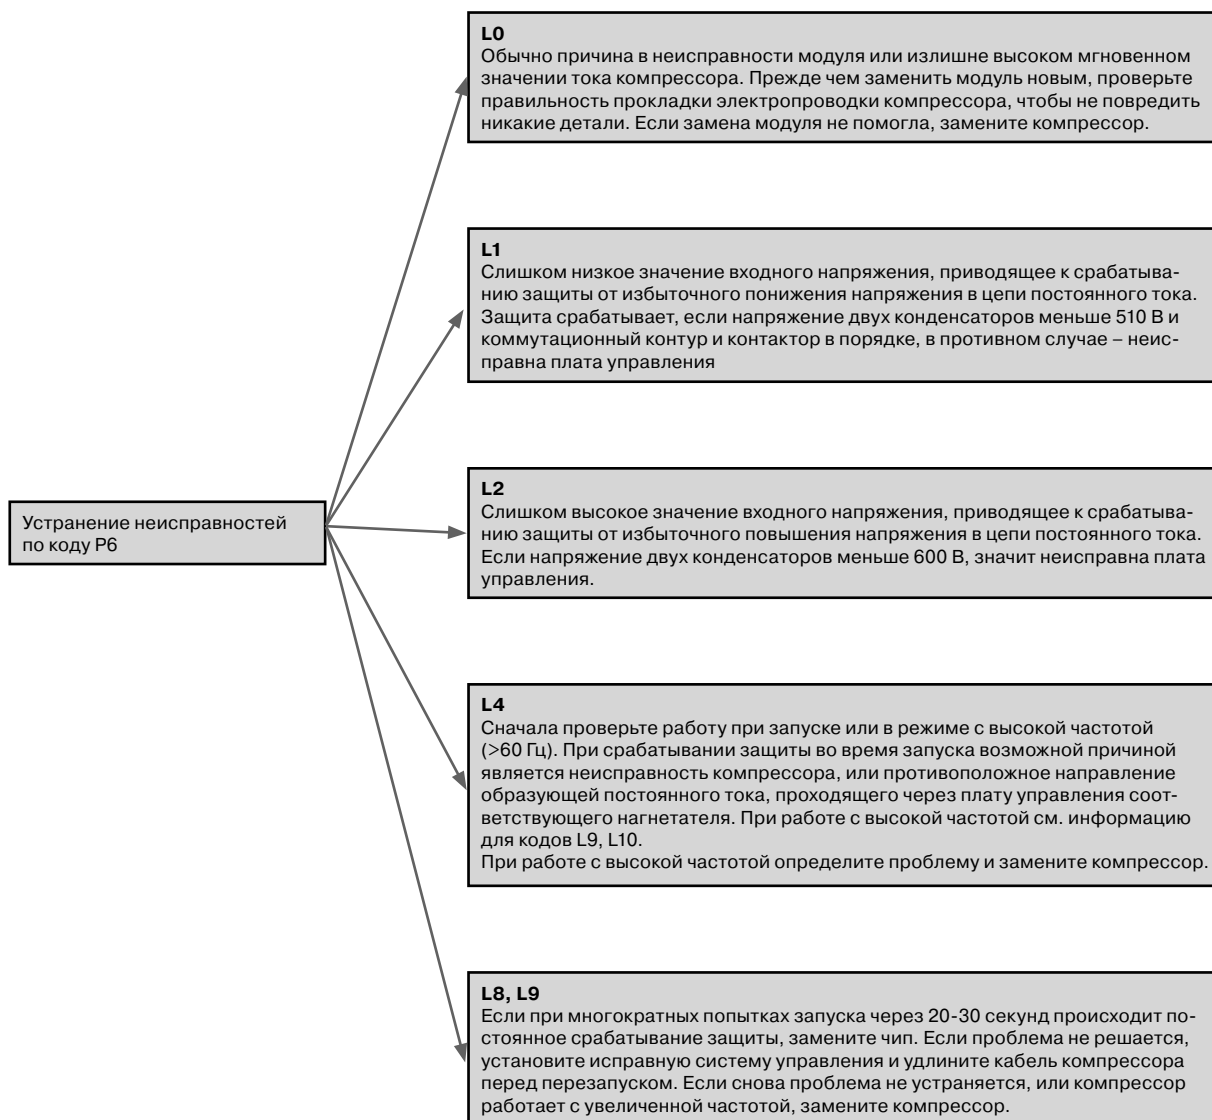 L0
Обычно причина в неисправности модуля или излишне высоком мгновенном
значении тока компрессора. Прежде чем заменить модуль новым, проверьте
правильность прокладки электропроводки компрессора, чтобы не повредить
никакие детали. Если замена модуля не помогла, замените компрессор.
L1
Слишком низкое значение входного напряжения, приводящее к срабатыва-
нию защиты от избыточного понижения напряжения в цепи постоянного тока.
Защита срабатывает, если напряжение двух конденсаторов меньше 510 В и
коммутационный контур и контактор в порядке, в противном случае – неис-
правна плата управления
L2
Слишком высокое значение входного напряжения, приводящее к срабатыва-
нию защиты от избыточного повышения напряжения в цепи постоянного тока.
Если напряжение двух конденсаторов меньше 600 В, значит неисправна плата
управления.
Устранение неисправностей
по коду P6
L4
Сначала проверьте работу при запуске или в режиме с высокой частотой
(>60 Гц). При срабатывании защиты во время запуска возможной причиной
является неисправность компрессора, или противоположное направление
образующей постоянного тока, проходящего через плату управления соот-
ветствующего нагнетателя. При работе с высокой частотой см. информацию
для кодов L9, L10.
При работе с высокой частотой определите проблему и замените компрессор.
L8, L9
Если при многократных попытках запуска через 20-30 секунд происходит по-
стоянное срабатывание защиты, замените чип. Если проблема не решается,
установите исправную систему управления и удлините кабель компрессора
перед перезапуском. Если снова проблема не устраняется, или компрессор
работает с увеличенной частотой, замените компрессор.